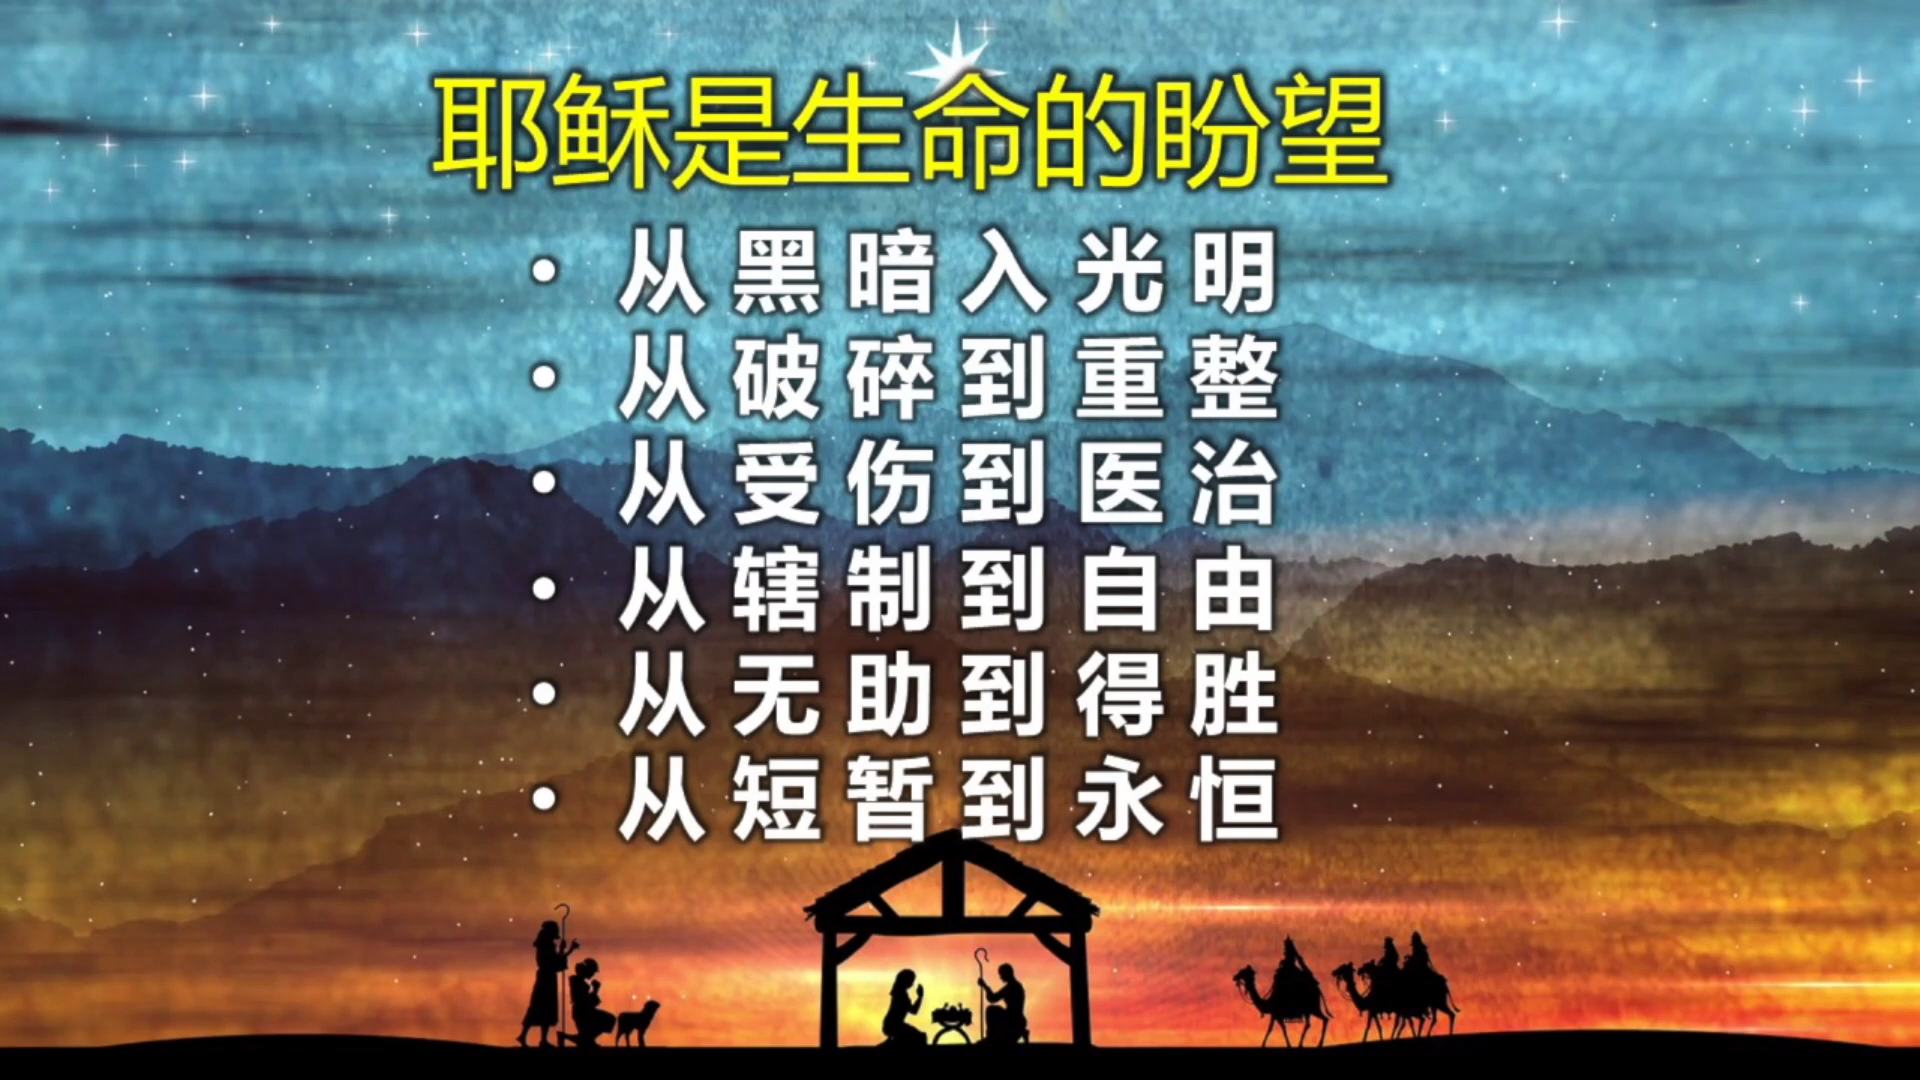 耶稣是生命的盼望
• 从黑暗入光明
• 从破碎到重整
• 从受伤到医治
• 从辖制到自由
• 从无助到得胜
• 从短暂到永恒